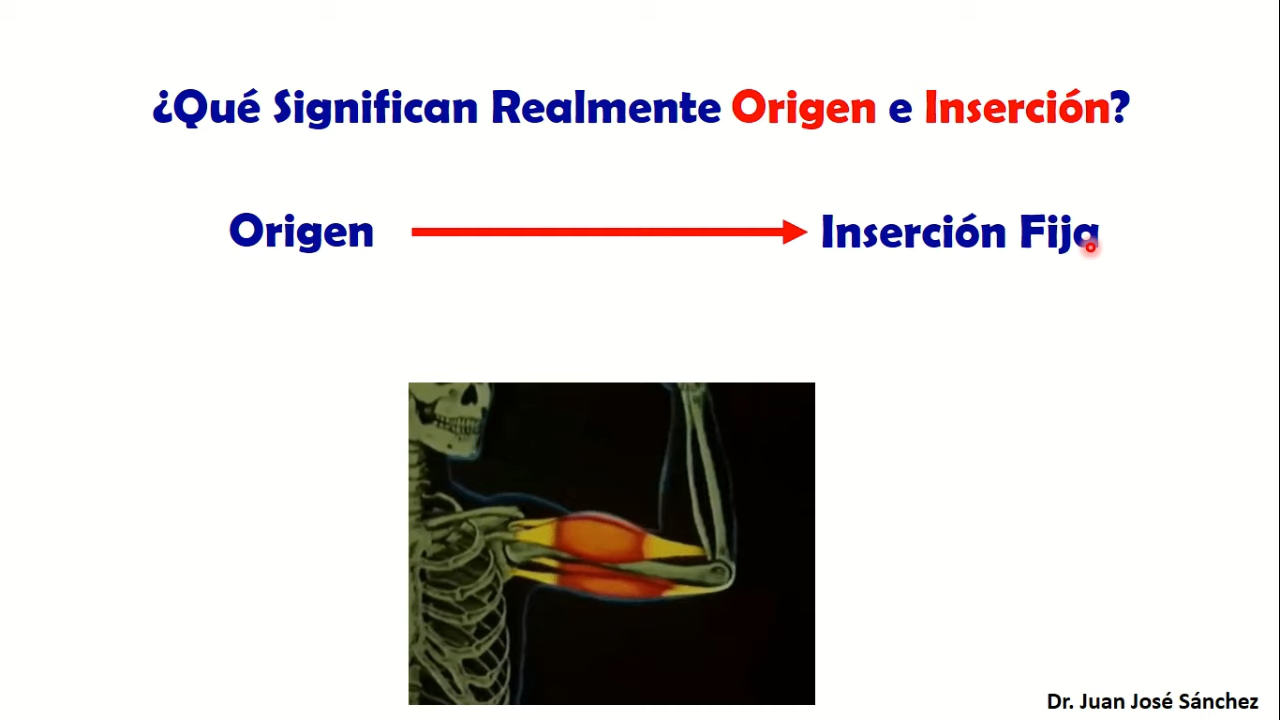 ¿Qué Significan Realmente Origen e Inserción?
Origen Inserción Fija
Dr. Juan José Sánchez